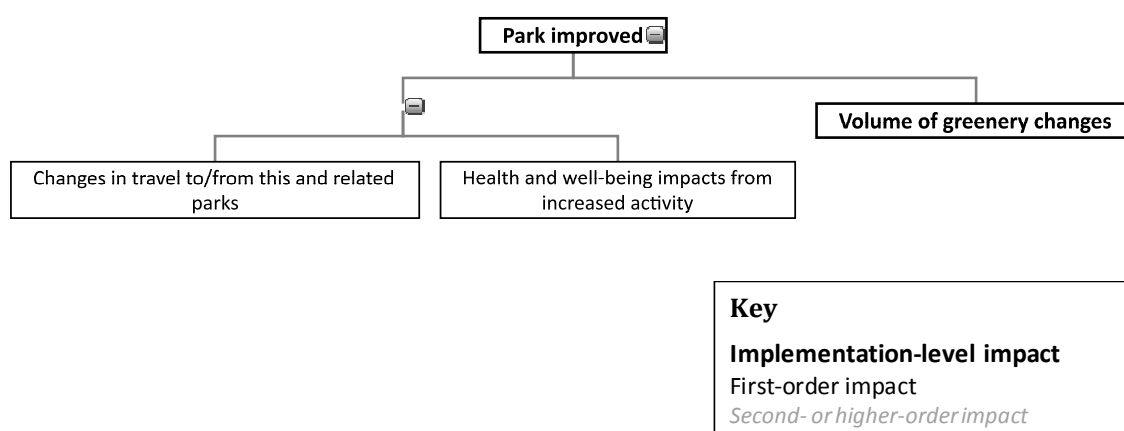 Park improved
Volume of greenery changes
Changes in travel to/from this and related
parks
Health and well-being impacts from
increased activity
Key
Implementation-level impact
First-order impact
Second- or higher-order impact